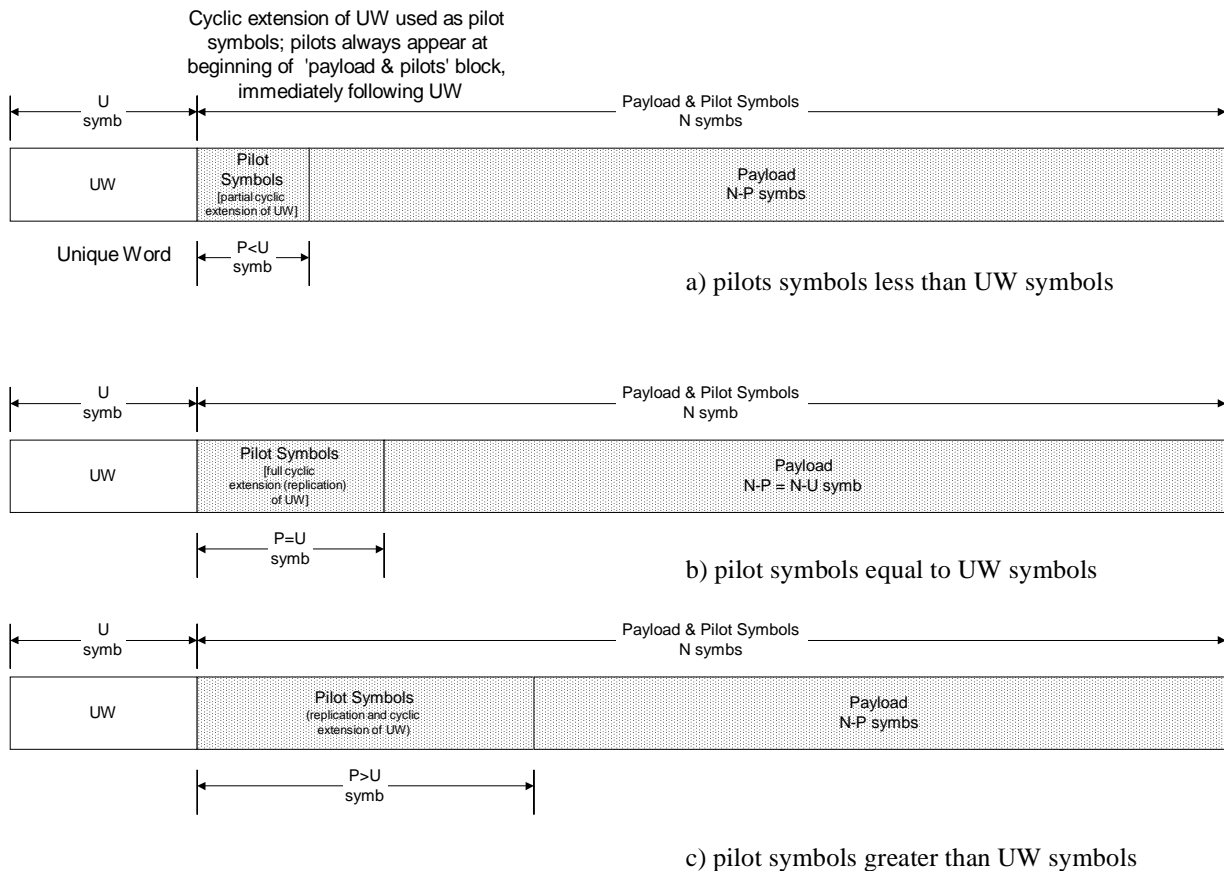 Cyclic extension of UW used as pilot
symbols; pilots always appear at
beginning of 'payload & pilots' block,
immediately following UW
U
symb
Payload & Pilot Symbols
N symbs
UW
Pilot
Symbols
[partial cyclic
extension of UW]
Payload
N-P symbs
Unique Word
P<U
symb
a) pilots symbols less than UW symbols
U
symb
Payload & Pilot Symbols
N symb
UW
Pilot Symbols
[full cyclic
extension (replication)
of UW]
Payload
N-P = N-U symb
P=U
symb
b) pilot symbols equal to UW symbols
U
symb
Payload & Pilot Symbols
N symbs
UW
Pilot Symbols
(replication and cyclic
extension of UW)
Payload
N-P symbs
P>U
symb
c) pilot symbols greater than UW symbols